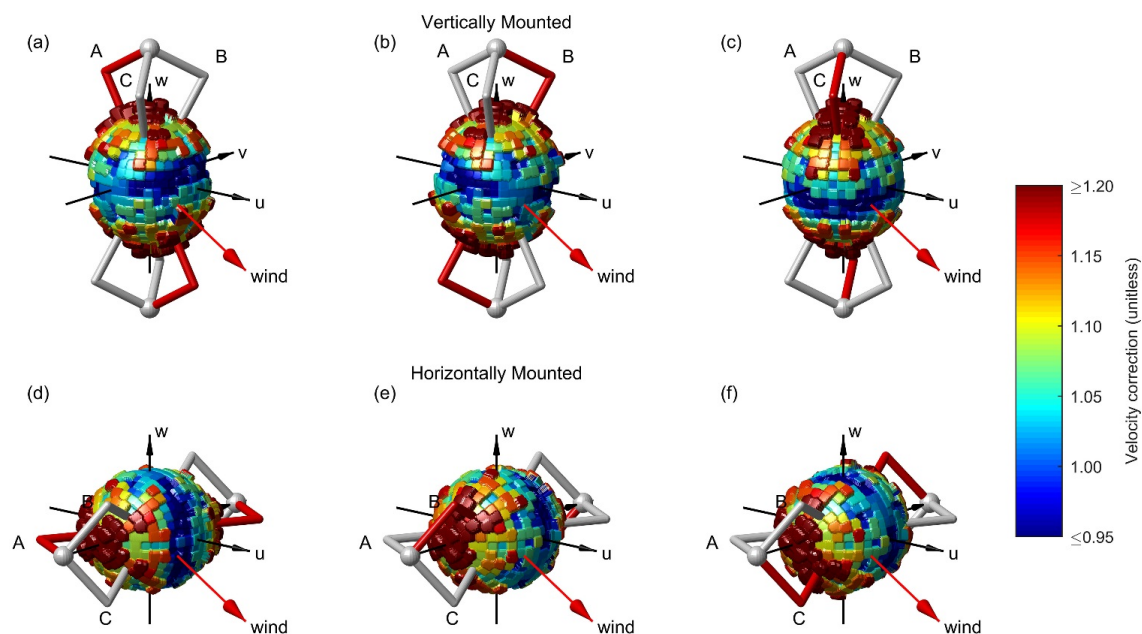 Vertically Mounted
(a)
A
B
C
w
v
u
wind
(b)
A
B
C
w
v
u
wind
(c)
A
B
C
w
v
u
wind
Horizontally Mounted
(d)
w
B
A
u
C
wind
(e)
w
B
A
u
C
wind
(f)
w
B
A
u
C
wind
≥1.20
1.15
1.10
1.05
1.00
≤0.95
Velocity correction (unitless)